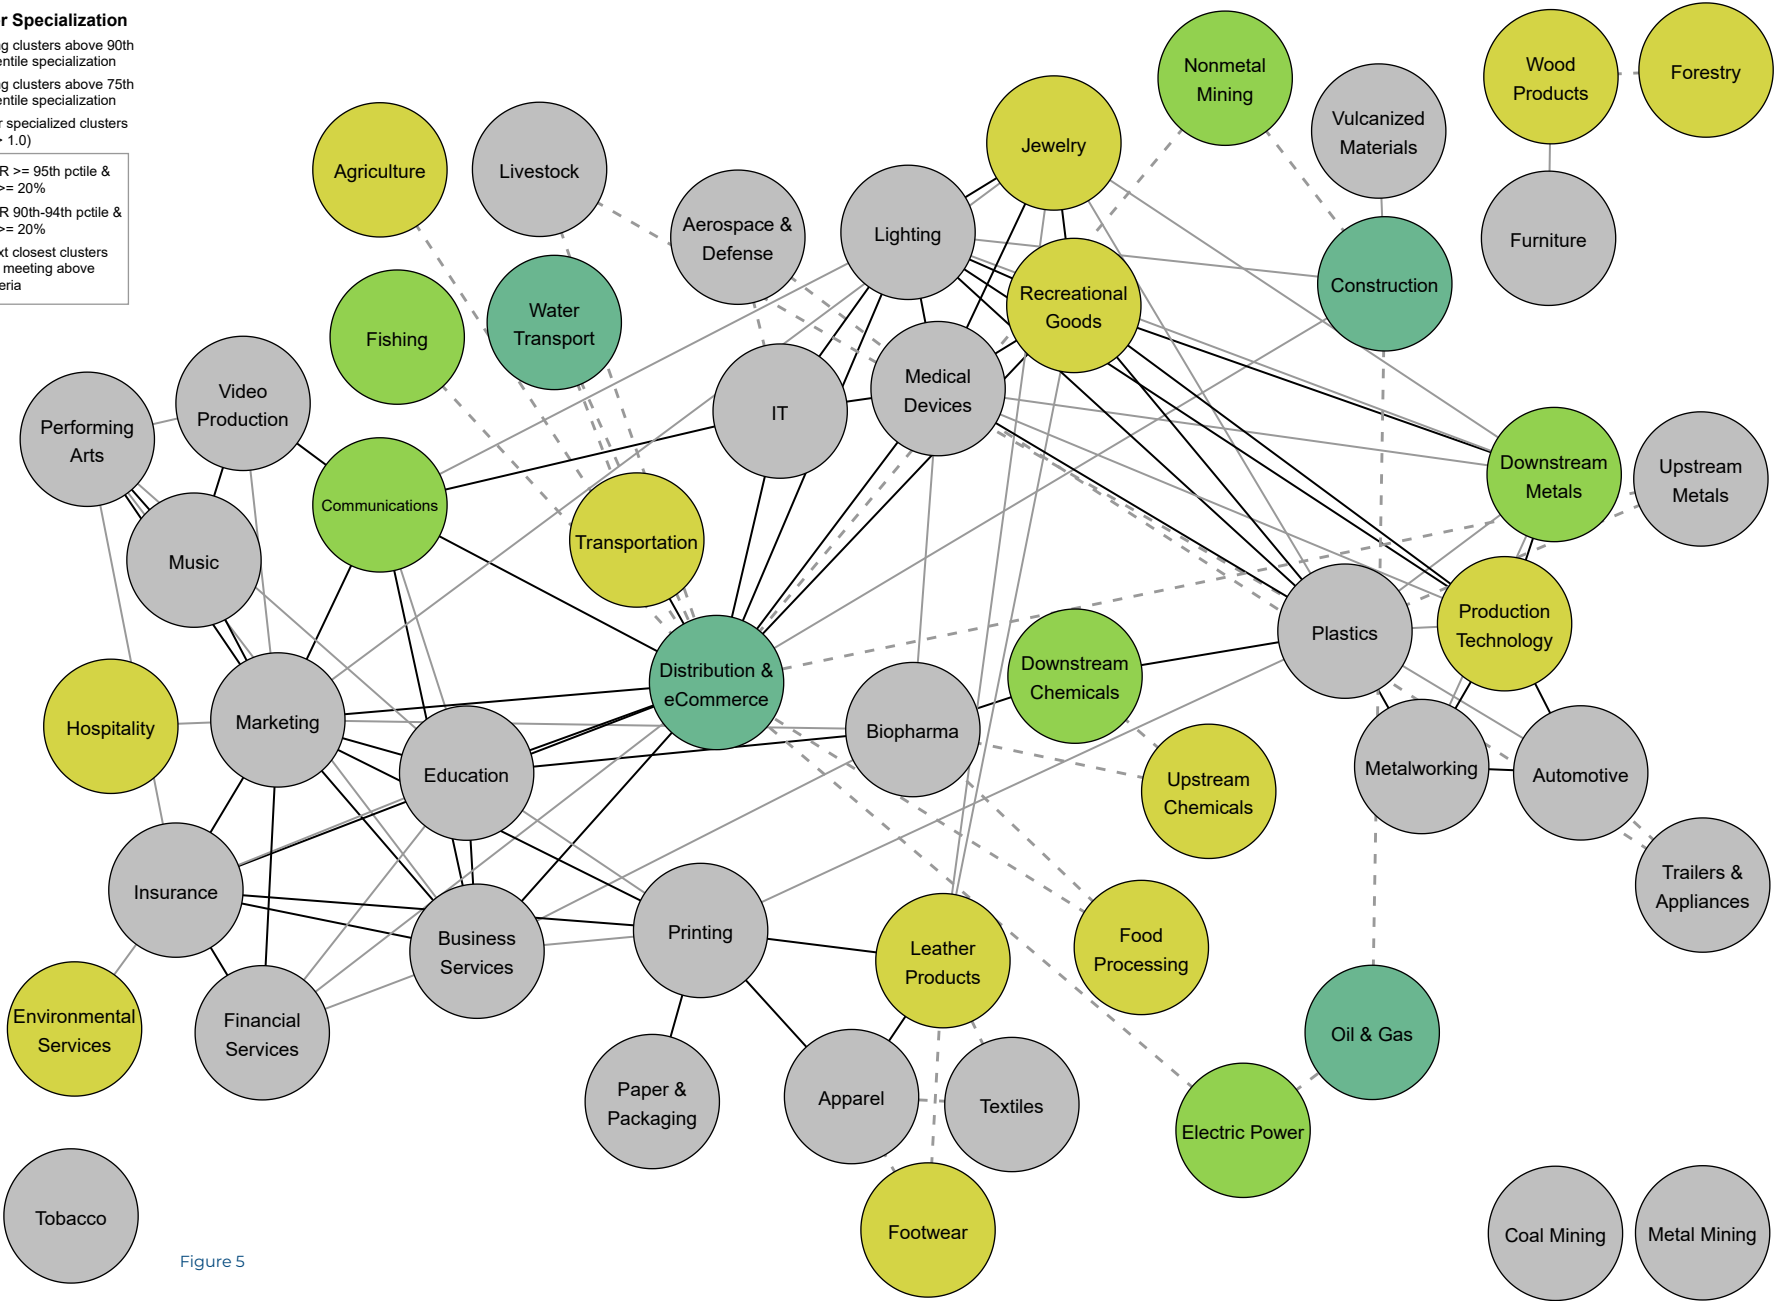 r Specialization
g clusters above 90th
entile specialization
g clusters above 75th
entile specialization
r specialized clusters
> 1.0)
R >= 95th pctile &
>= 20%
R 90th-94th pctile &
>= 20%
xt closest clusters
meeting above
eria
Wood
Products
Forestry
Nonmetal
Mining
Vulcanized
Materials
Jewelry
Agriculture
Livestock
Aerospace &
Defense
Lighting
Furniture
Recreational
Goods
Construction
Fishing
Water
Transport
Video
Production
Performing
Arts
IT
Medical
Devices
Downstream
Metals
Upstream
Metals
Communications
Transportation
Music
Plastics
Production
Technology
Distribution &
eCommerce
Downstream
Chemicals
Hospitality
Marketing
Education
Biopharma
Upstream
Chemicals
Metalworking
Automotive
Insurance
Business
Services
Printing
Leather
Products
Food
Processing
Trailers &
Appliances
Environmental
Services
Financial
Services
Oil & Gas
Paper &
Packaging
Apparel
Textiles
Electric Power
Tobacco
Footwear
Coal Mining
Metal Mining
Figure 5